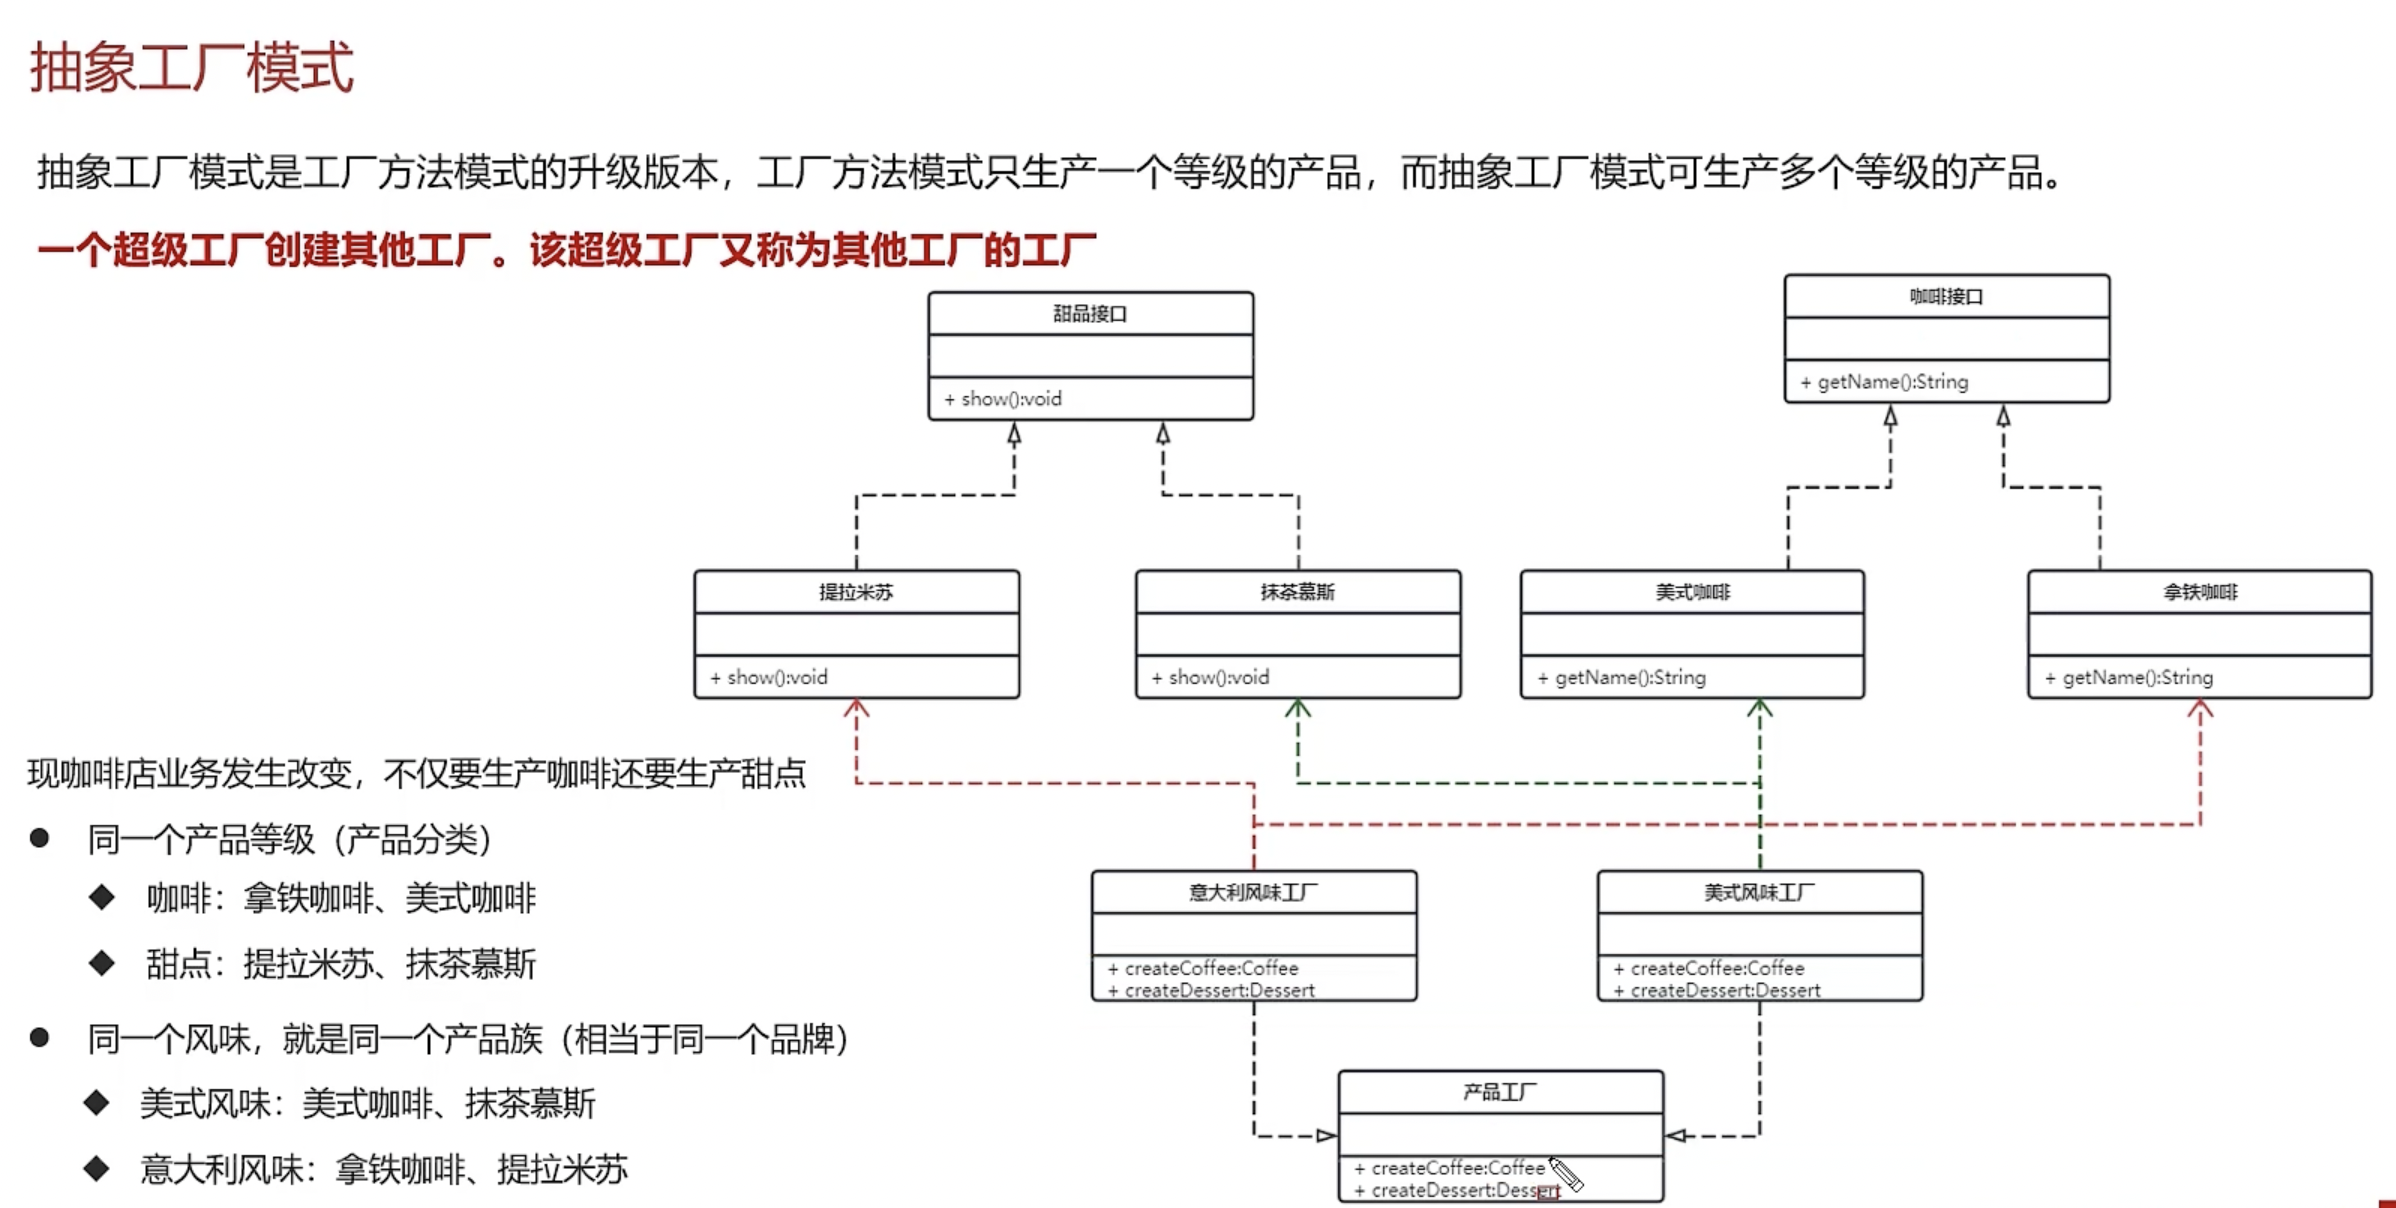 抽象工厂模式
抽象工厂模式是工厂方法模式的升级版本，工厂方法模式只生产一个等级的产品，而抽象工厂模式可生产多个等级的产品。
一个超级工厂创建其他工厂。该超级工厂又称为其他工厂的工厂
甜品接口
+ show():void
咖啡接口
+ getName():String
提拉米苏
+ show():void
抹茶慕斯
+ show():void
美式咖啡
+ getName():String
拿铁咖啡
+ getName():String
现咖啡店业务发生改变，不仅要生产咖啡还要生产甜点
● 同一个产品等级（产品分类）
◆ 咖啡：拿铁咖啡、美式咖啡
◆ 甜点：提拉米苏、抹茶慕斯
● 同一个风味，就是同一个产品族（相当于同一个品牌）
◆ 美式风味：美式咖啡、抹茶慕斯
◆ 意大利风味：拿铁咖啡、提拉米苏
意大利风味工厂
+ createCoffee:Coffee
+ createDessert:Dessert
美式风味工厂
+ createCoffee:Coffee
+ createDessert:Dessert
产品工厂
+ createCoffee:Coffee
+ createDessert:Dessert